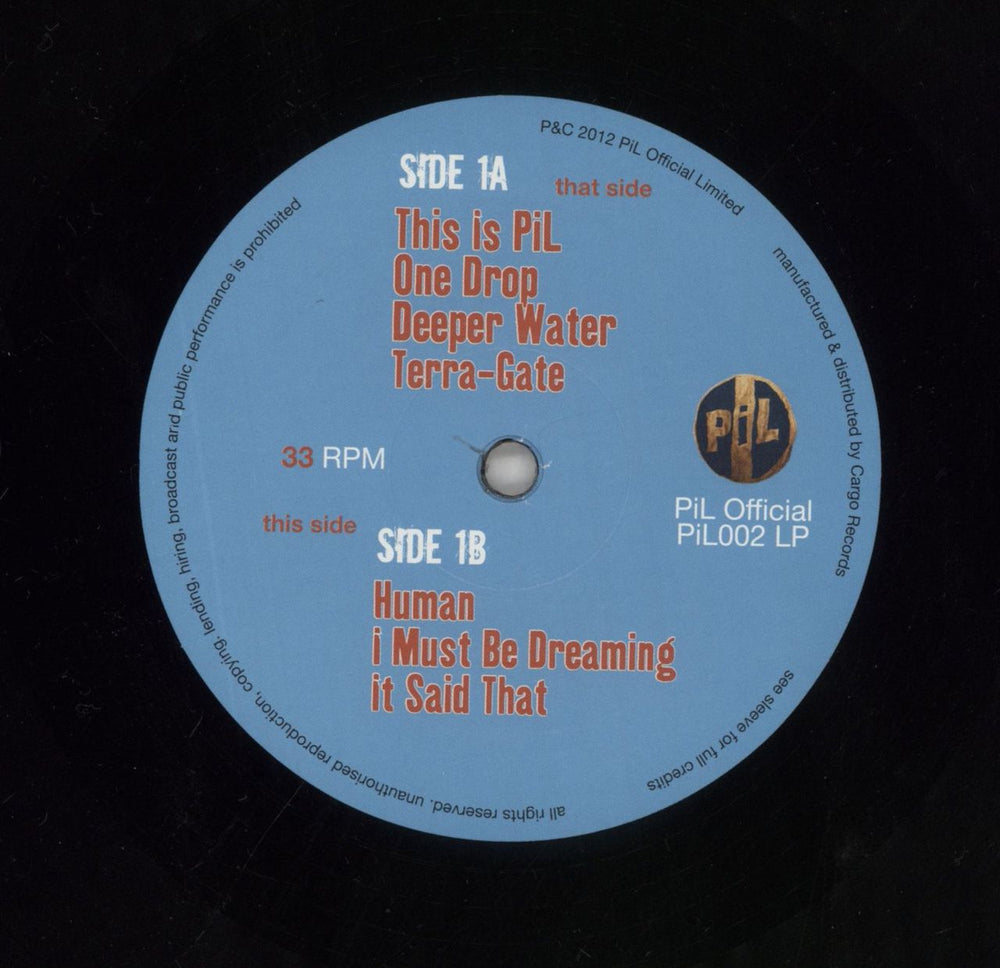 P&C 2012 PiL Official Limited
SIDE 1A
that side
This is PiL
One Drop
Deeper Water
Terra-Gate
manufactured & distributed by Cargo Records
PiL
33 RPM
PiL Official
PiL002 LP
this side
SIDE 1B
Human
i Must Be Dreaming
it Said That
see sleeve for full credits
all rights reserved. unauthorised reproduction, copying, lending, hiring, broadcast and public performance is prohibited